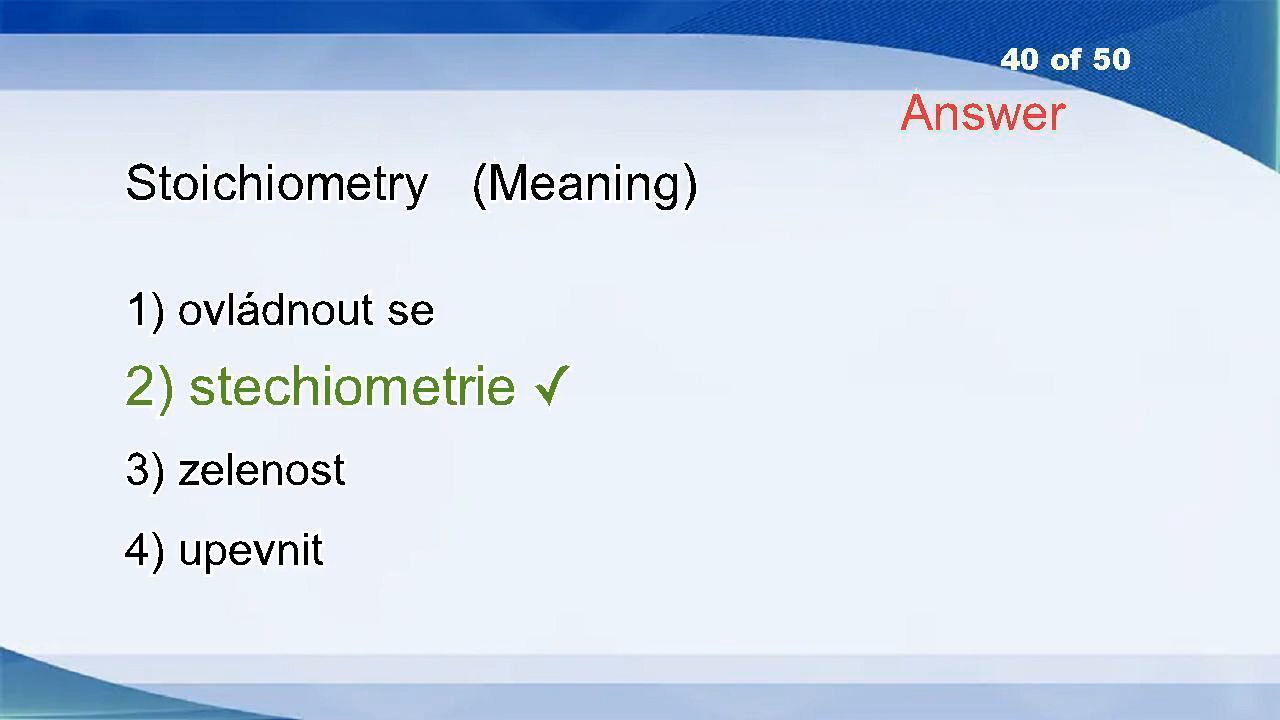 40 of 50
Answer
Stoichiometry (Meaning)
1) ovládnout se
2) stechiometrie ✓
3) zelenost
4) upevnit